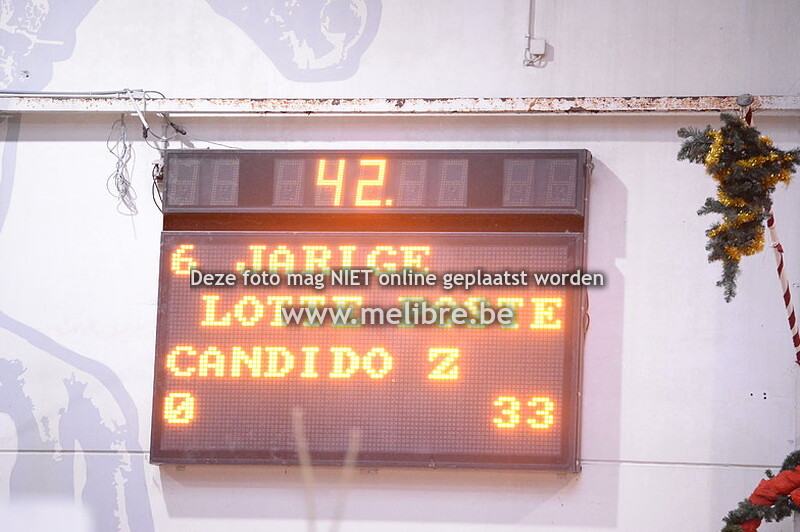 42.
6 JARIGE
Deze foto mag NIET online geplaatst worden
LOTTE
www.melibre.be
CANDIDO Z
0 33